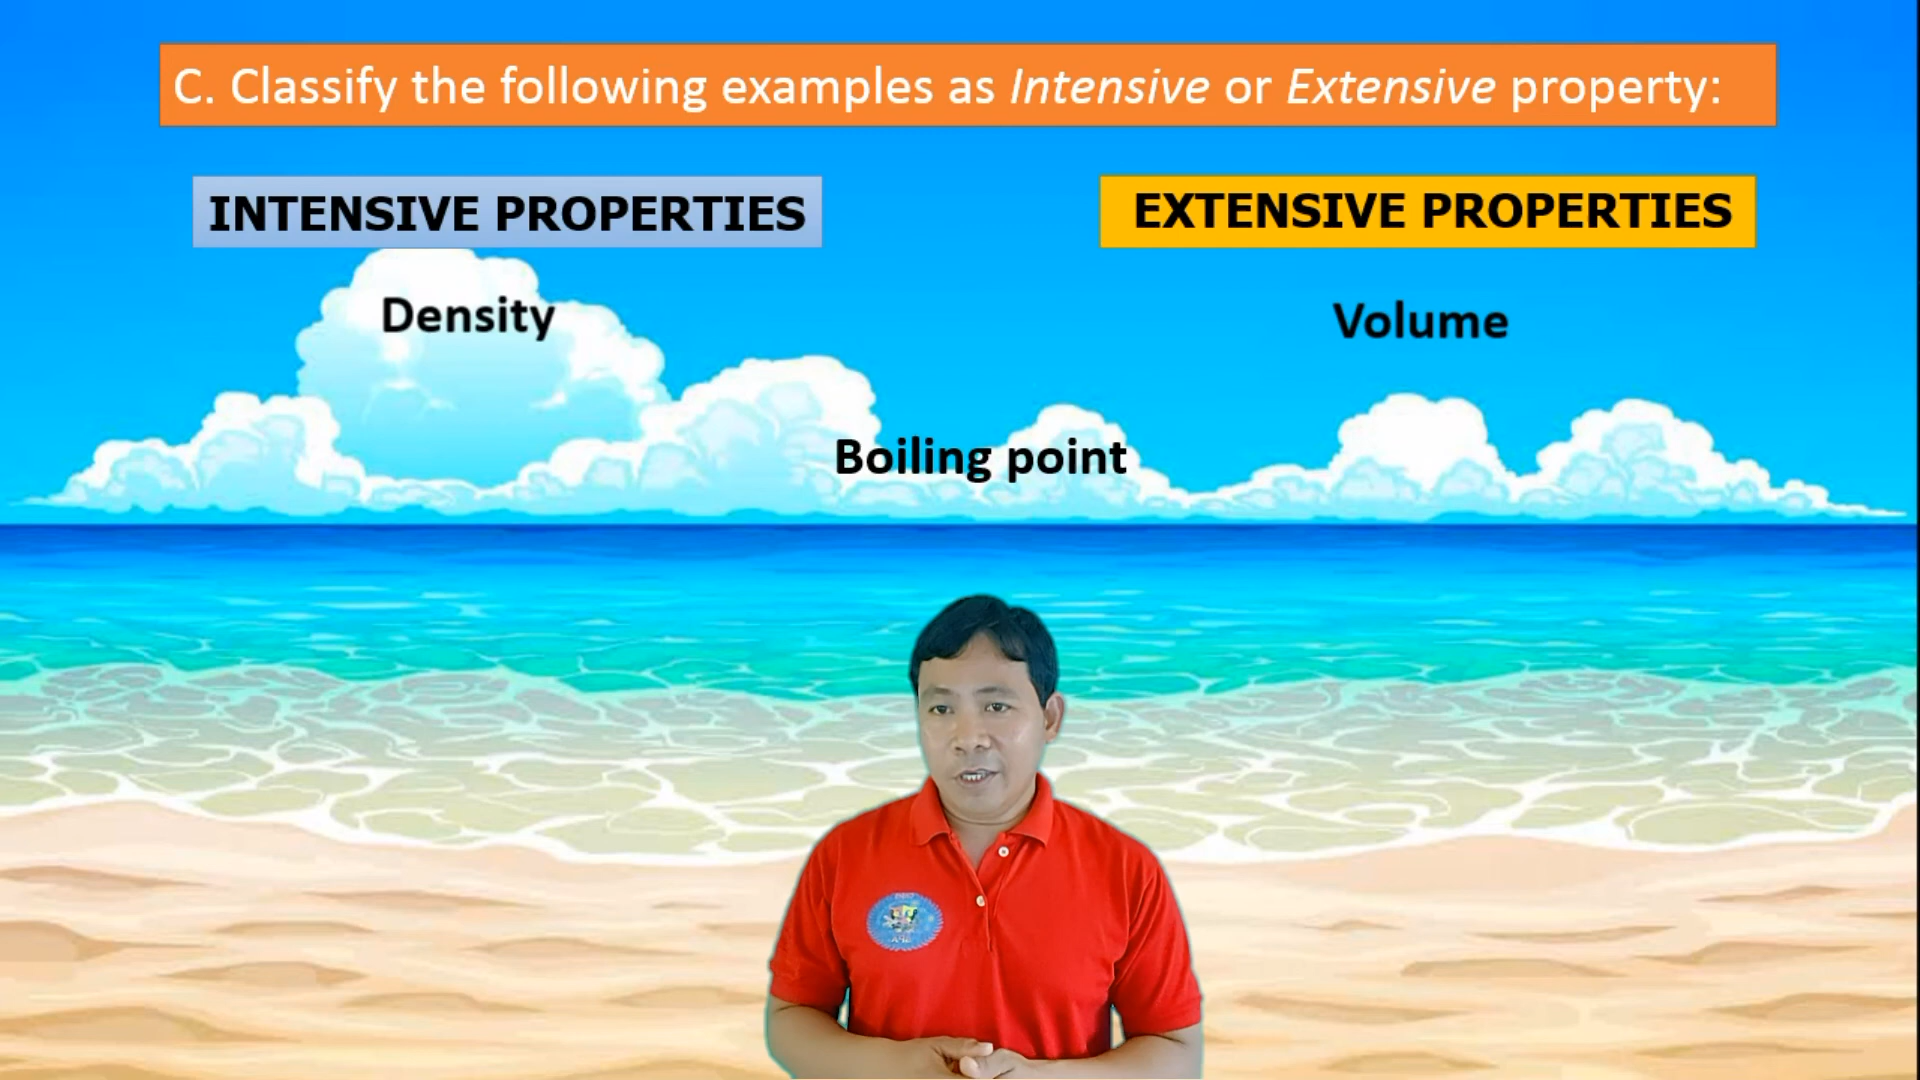 C. Classify the following examples as Intensive or Extensive property:
INTENSIVE PROPERTIES
EXTENSIVE PROPERTIES
Density
Volume
Boiling point